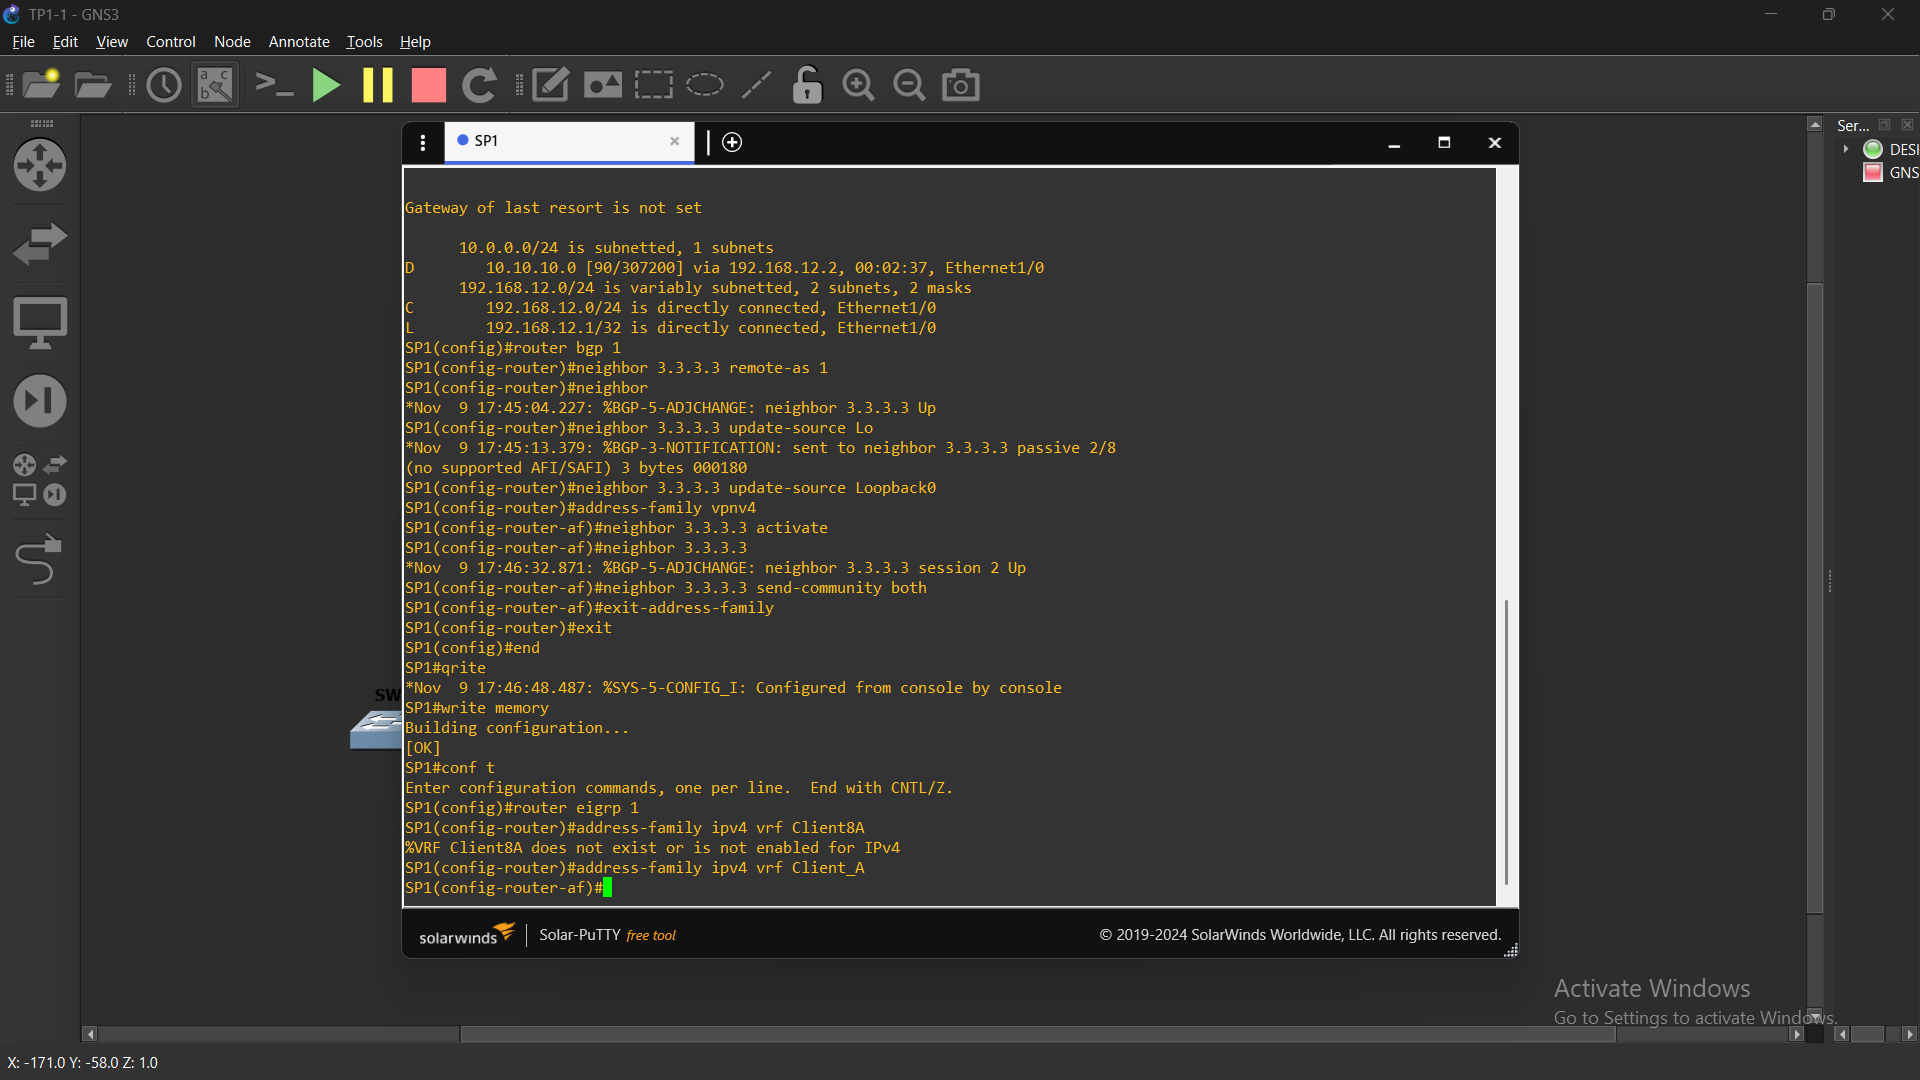 TP1-1 - GNS3
File Edit View Control Node Annotate Tools Help
a c
b
SP1
Ser...
DESI
GNS
Gateway of last resort is not set
10.0.0.0/24 is subnetted, 1 subnets
D 10.10.10.0 [90/307200] via 192.168.12.2, 00:02:37, Ethernet1/0
192.168.12.0/24 is variably subnetted, 2 subnets, 2 masks
C 192.168.12.0/24 is directly connected, Ethernet1/0
L 192.168.12.1/32 is directly connected, Ethernet1/0
SP1(config)#router bgp 1
SP1(config-router)#neighbor 3.3.3.3 remote-as 1
SP1(config-router)#neighbor
*Nov  9 17:45:04.227: %BGP-5-ADJCHANGE: neighbor 3.3.3.3 Up
SP1(config-router)#neighbor 3.3.3.3 update-source Lo
*Nov  9 17:45:13.379: %BGP-3-NOTIFICATION: sent to neighbor 3.3.3.3 passive 2/8
(no supported AFI/SAFI) 3 bytes 000180
SP1(config-router)#neighbor 3.3.3.3 update-source Loopback0
SP1(config-router)#address-family vpnv4
SP1(config-router-af)#neighbor 3.3.3.3 activate
SP1(config-router-af)#neighbor 3.3.3.3
*Nov  9 17:46:32.871: %BGP-5-ADJCHANGE: neighbor 3.3.3.3 session 2 Up
SP1(config-router-af)#neighbor 3.3.3.3 send-community both
SP1(config-router-af)#exit-address-family
SP1(config-router)#exit
SP1(config)#end
SP1#qrite
*Nov  9 17:46:48.487: %SYS-5-CONFIG_I: Configured from console by console
SP1#write memory
Building configuration...
[OK]
SP1#conf t
Enter configuration commands, one per line.  End with CNTL/Z.
SP1(config)#router eigrp 1
SP1(config-router)#address-family ipv4 vrf Client8A
%VRF Client8A does not exist or is not enabled for IPv4
SP1(config-router)#address-family ipv4 vrf Client_A
SP1(config-router-af)#
SW
solarwinds Solar-PuTTY free tool
© 2019-2024 SolarWinds Worldwide, LLC. All rights reserved.
Activate Windows
Go to Settings to activate Windows.
X: -171.0 Y: -58.0 Z: 1.0